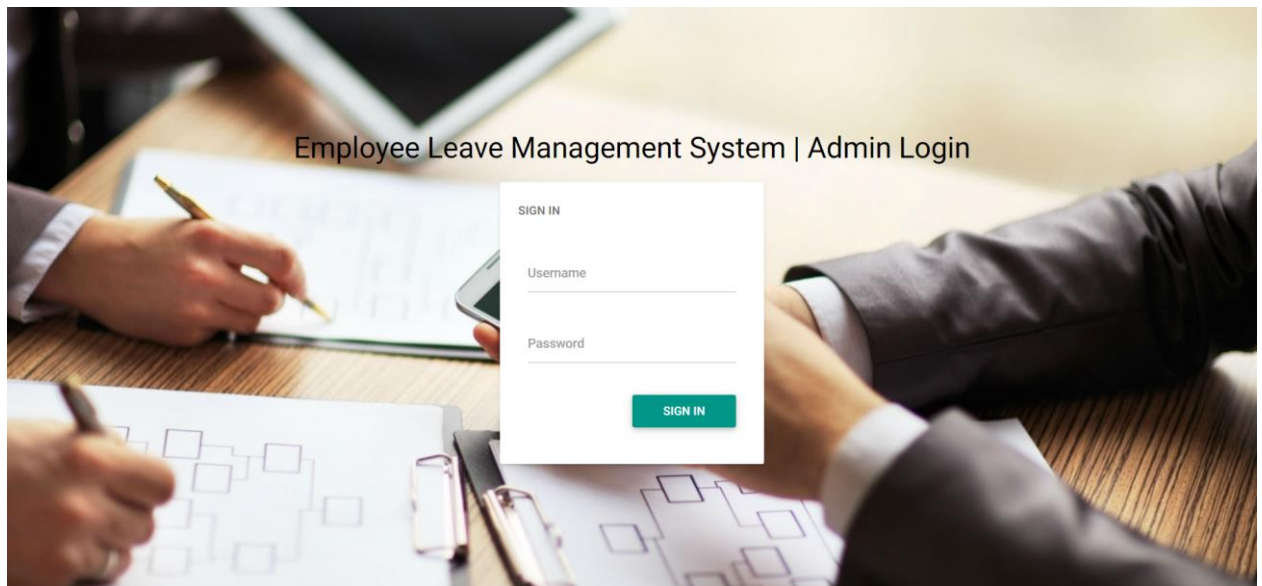 Employee Leave Management System | Admin Login
SIGN IN
Username
Password
SIGN IN